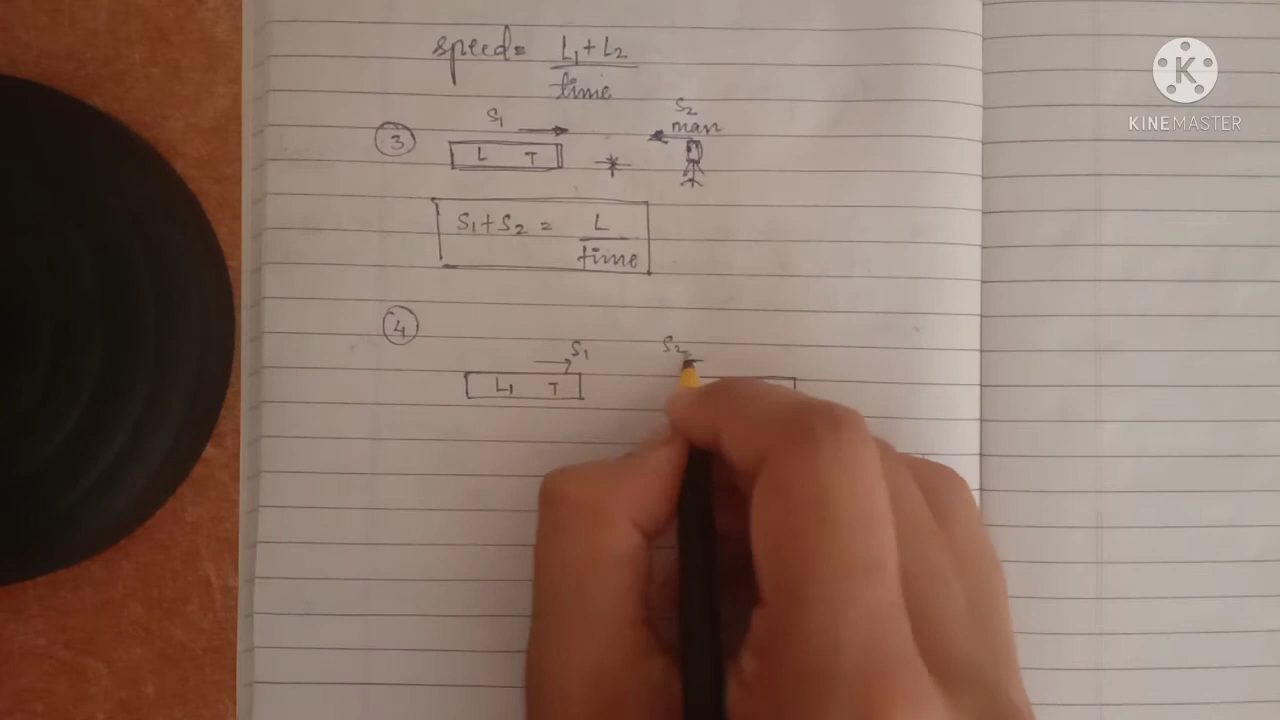 speed = L₁ + L₂
time
S₁
S₂
man
3
L T
S₁ + S₂ = L
time
4
S₁
S₂
L₁ T
K
KINEMASTER